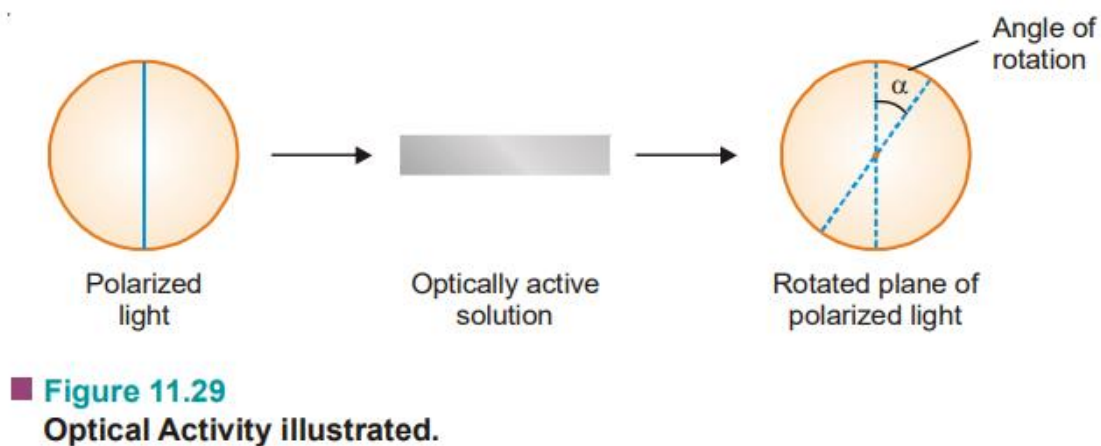 Angle of
rotation
α
Polarized
light
Optically active
solution
Rotated plane of
polarized light
Figure 11.29
Optical Activity illustrated.